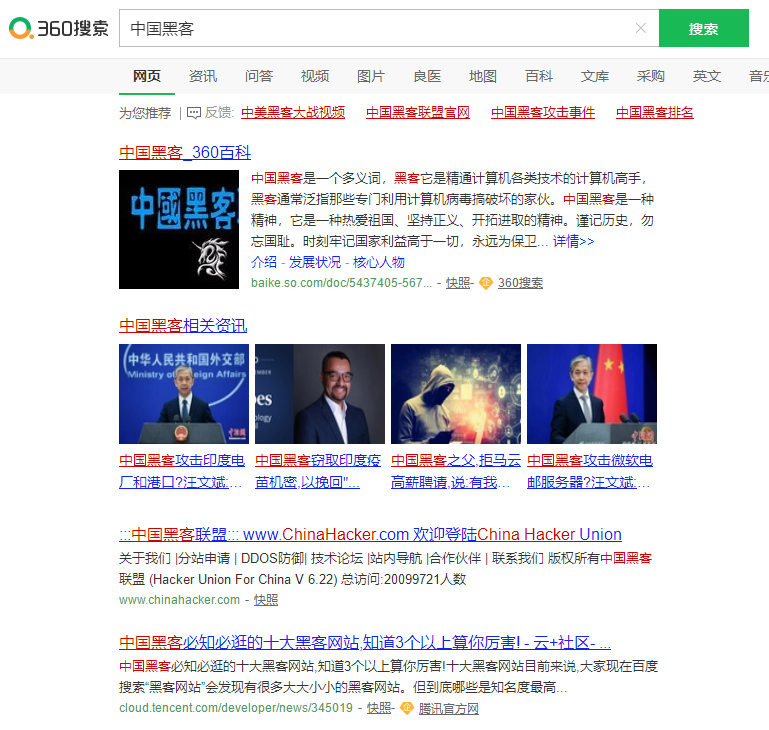 360搜索
中国黑客
搜索
网页 资讯 问答 视频 图片 良医 地图 百科 文库 采购 英文 音乐
为您推荐 | 反馈: 中美黑客大战视频 中国黑客联盟官网 中国黑客攻击事件 中国黑客排名
中国黑客_360百科
中國黑客
中国黑客是一个多义词，黑客它是精通计算机各类技术的计算机高手，
黑客通常泛指那些专门利用计算机病毒搞破坏的家伙。中国黑客是一种
精神，它是一种热爱祖国、坚持正义、开拓进取的精神。谨记历史，勿
忘国耻。时刻牢记国家利益高于一切，永远为保卫... 详情>>
介绍 - 发展状况 - 核心人物
baike.so.com/doc/5437405-567... - 快照- 360搜索
中国黑客相关资讯
中华人民共和国外交部
Ministry of Foreign Affairs
中国黑客攻击印度电
厂和港口?汪文斌:...
中国黑客窃取印度疫
苗机密,以挽回"...
中国黑客之父,拒马云
高薪聘请,说:有我...
中国黑客攻击微软电
邮服务器?汪文斌:...
:::中国黑客联盟::: www.ChinaHacker.com 欢迎登陆China Hacker Union
关于我们 |分站申请 | DDOS防御| 技术论坛 |站内导航 |合作伙伴 | 联系我们 版权所有中国黑客
联盟 (Hacker Union For China V 6.22) 总访问:20099721人数
www.chinahacker.com - 快照
中国黑客必知必逛的十大黑客网站,知道3个以上算你厉害! - 云+社区- ...
中国黑客必知必逛的十大黑客网站,知道3个以上算你厉害!十大黑客网站目前来说,大家现在百度
搜索“黑客网站”会发现有很多大大小小的黑客网站。但到底哪些是知名度最高...
cloud.tencent.com/developer/news/345019 - 快照- 腾讯官方网